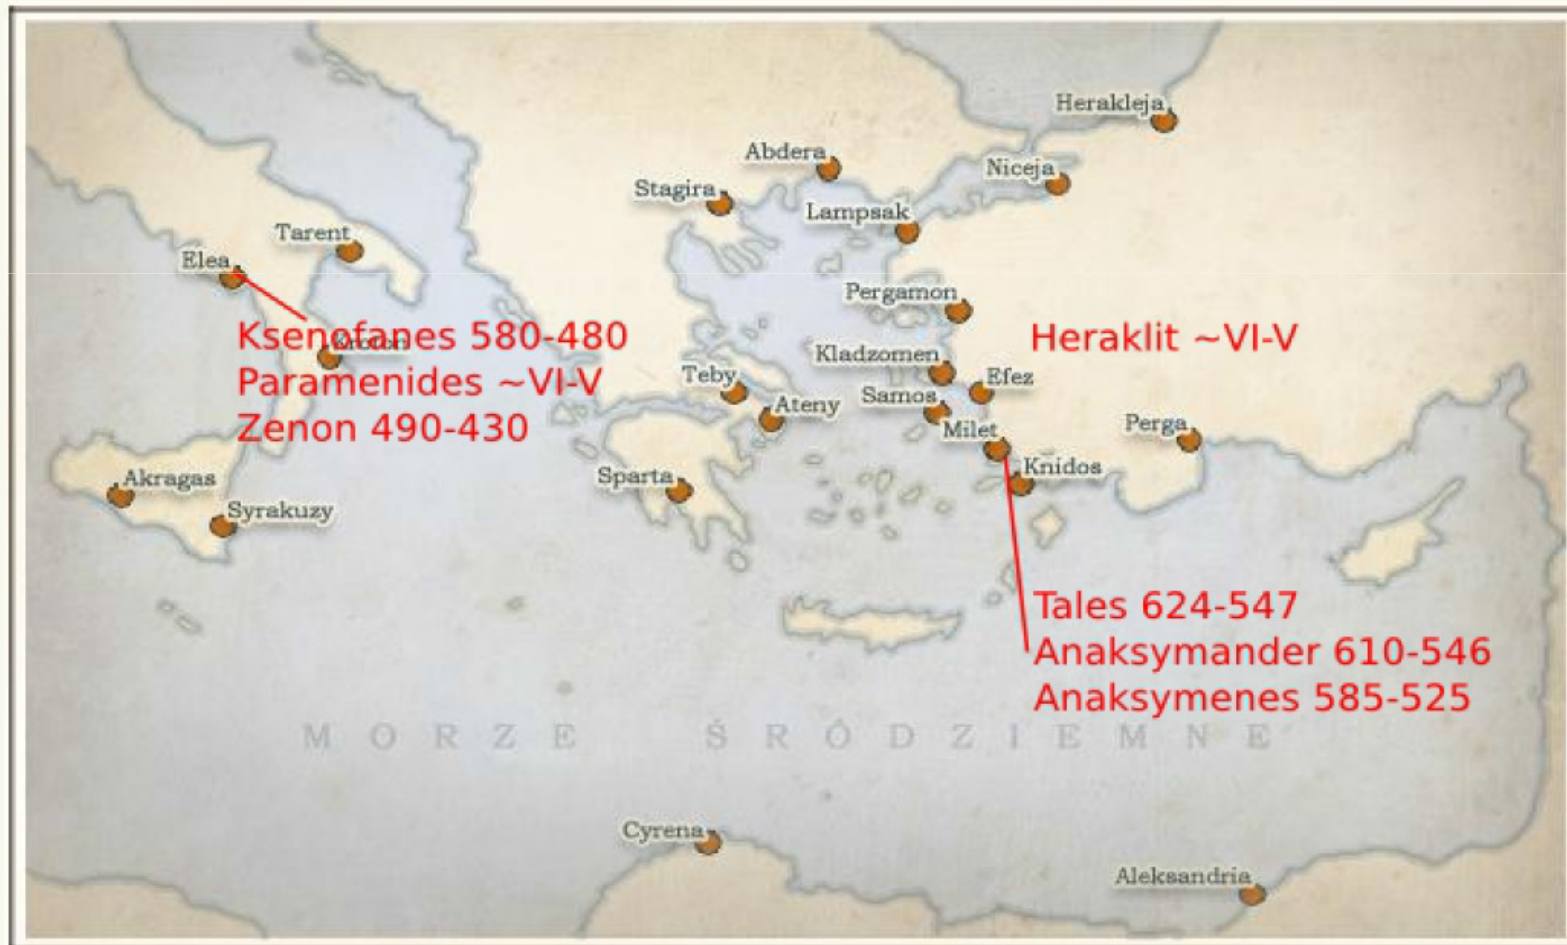 Herakleja
Abdera
Niceja
Stagira
Lampsak
Tarent
Elea
Pergamon
Ksenofanes 580-480
Kroton
Heraklit ~VI-V
Kladzomen
Paramenides ~VI-V
Teby
Efez
Samos
Ateny
Zenon 490-430
Milet
Perga
Knidos
Akragas
Sparta
Syrakuzy
Tales 624-547
Anaksymander 610-546
Anaksymenes 585-525
MORZE ŚRÓDZIEMNE
Cyrena
Aleksandria